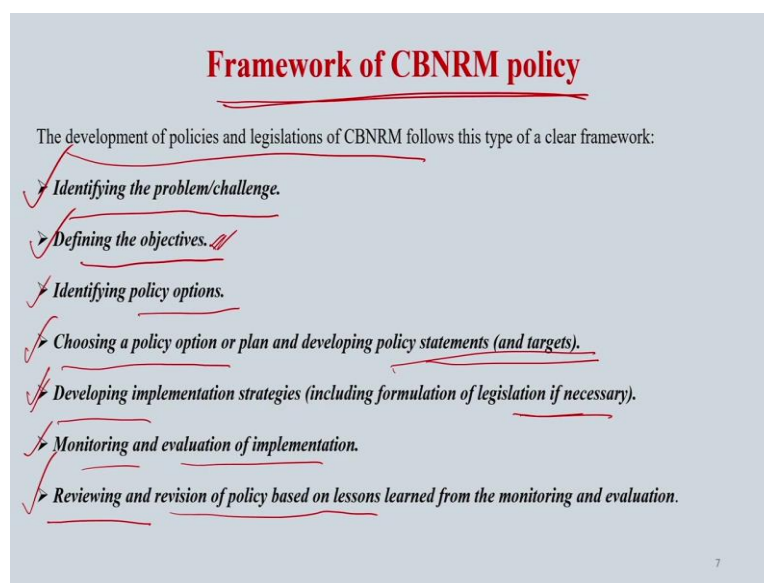 Framework of CBNRM policy
The development of policies and legislations of CBNRM follows this type of a clear framework:
➢ Identifying the problem/challenge.
➢ Defining the objectives.
➢ Identifying policy options.
➢ Choosing a policy option or plan and developing policy statements (and targets).
➢ Developing implementation strategies (including formulation of legislation if necessary).
➢ Monitoring and evaluation of implementation.
➢ Reviewing and revision of policy based on lessons learned from the monitoring and evaluation.
7